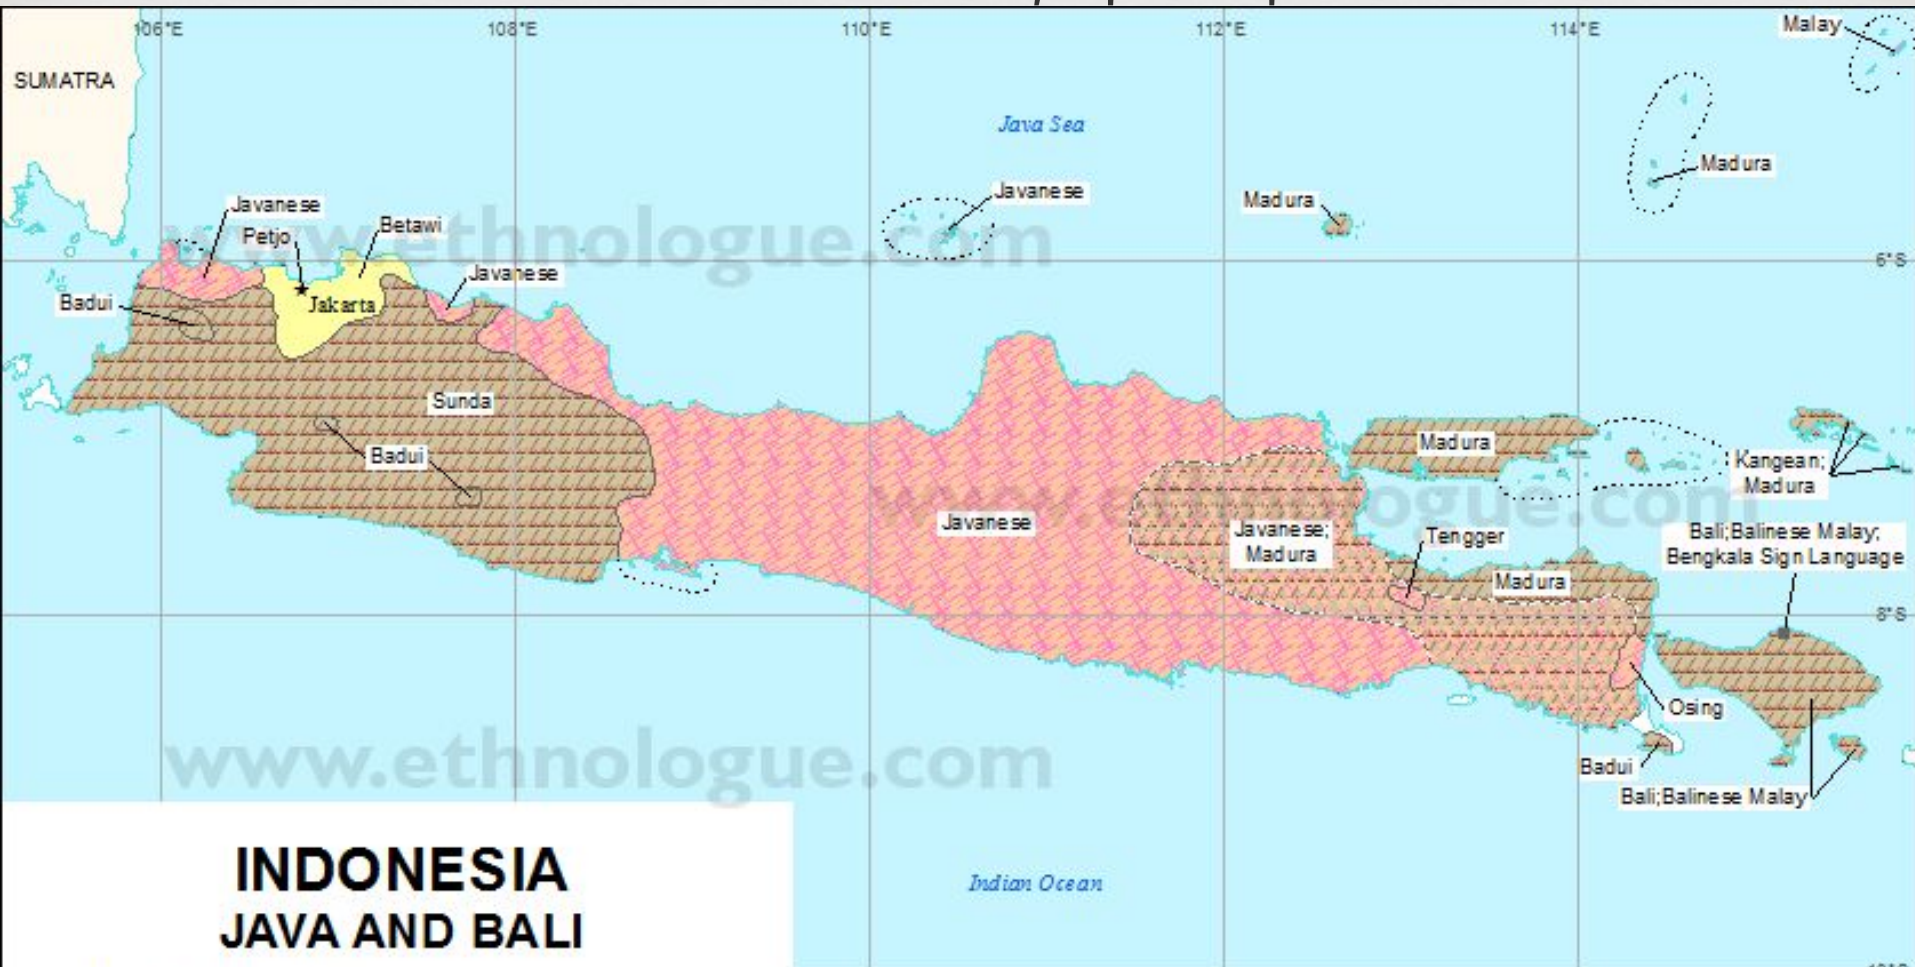 106°E
108°E
110°E
112°E
114°E
Malay
SUMATRA
Java Sea
Madura
Javanese
Madura
Javanese
Petjo
Betawi
www.ethnologue.com
Javanese
6°S
Badui
Jakarta
Sunda
Badui
Madura
Kangean;
Madura
www.ethnologue.com
Javanese
Javanese;
Madura
Tengger
Bali;Balinese Malay;
Bengkala Sign Language
Madura
8°S
Osing
Badui
Bali;Balinese Malay
www.ethnologue.com
INDONESIA
JAVA AND BALI
Indian Ocean